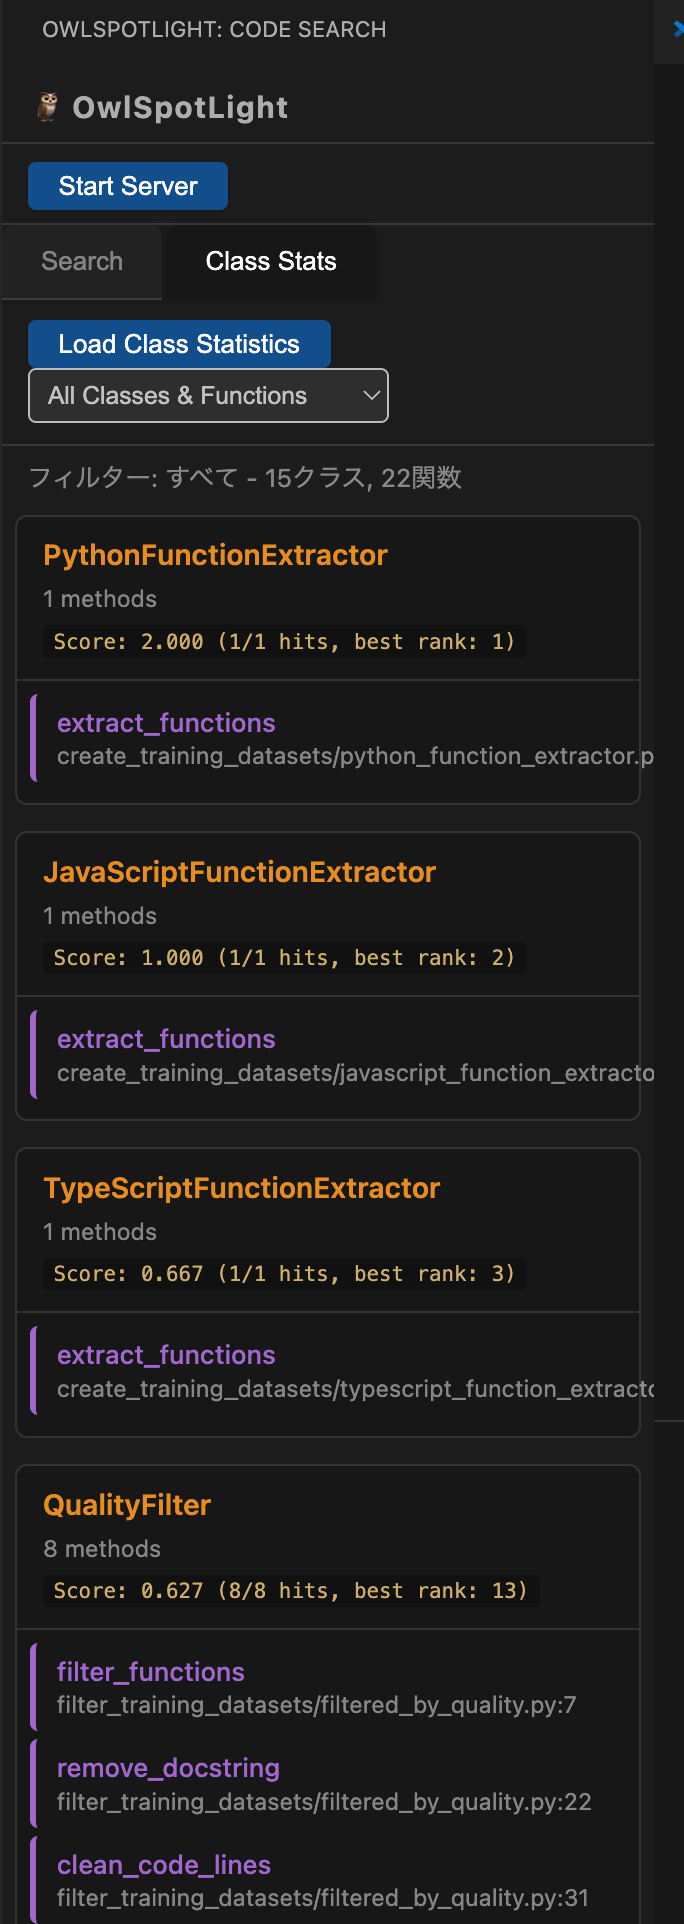 OWLSPOTLIGHT: CODE SEARCH
🦉 OwlSpotLight
Start Server
Search
Class Stats
Load Class Statistics
All Classes & Functions
フィルター: すべて - 15クラス, 22関数
PythonFunctionExtractor
1 methods
Score: 2.000 (1/1 hits, best rank: 1)
extract_functions
create_training_datasets/python_function_extractor.p
JavaScriptFunctionExtractor
1 methods
Score: 1.000 (1/1 hits, best rank: 2)
extract_functions
create_training_datasets/javascript_function_extracto
TypeScriptFunctionExtractor
1 methods
Score: 0.667 (1/1 hits, best rank: 3)
extract_functions
create_training_datasets/typescript_function_extracto
QualityFilter
8 methods
Score: 0.627 (8/8 hits, best rank: 13)
filter_functions
filter_training_datasets/filtered_by_quality.py:7
remove_docstring
filter_training_datasets/filtered_by_quality.py:22
clean_code_lines
filter_training_datasets/filtered_by_quality.py:31